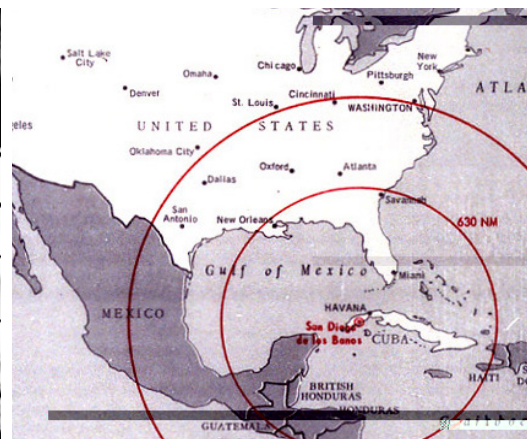 Salt Lake
City
Denver
Omaha
Chicago
Pittsburgh
New
York
Cincinnati
St. Louis
WASHINGTON
ATLA
eles
UNITED STATES
Oklahoma City
Oxford
Atlanta
Dallas
Savannah
San
Antonio
New Orleans
630 NM
Gulf of Mexico
Miami
MEXICO
HAVANA
San Diego
de los Banos
CUBA
HAITI
BRITISH
HONDURAS
HONDURAS
GUATEMALA